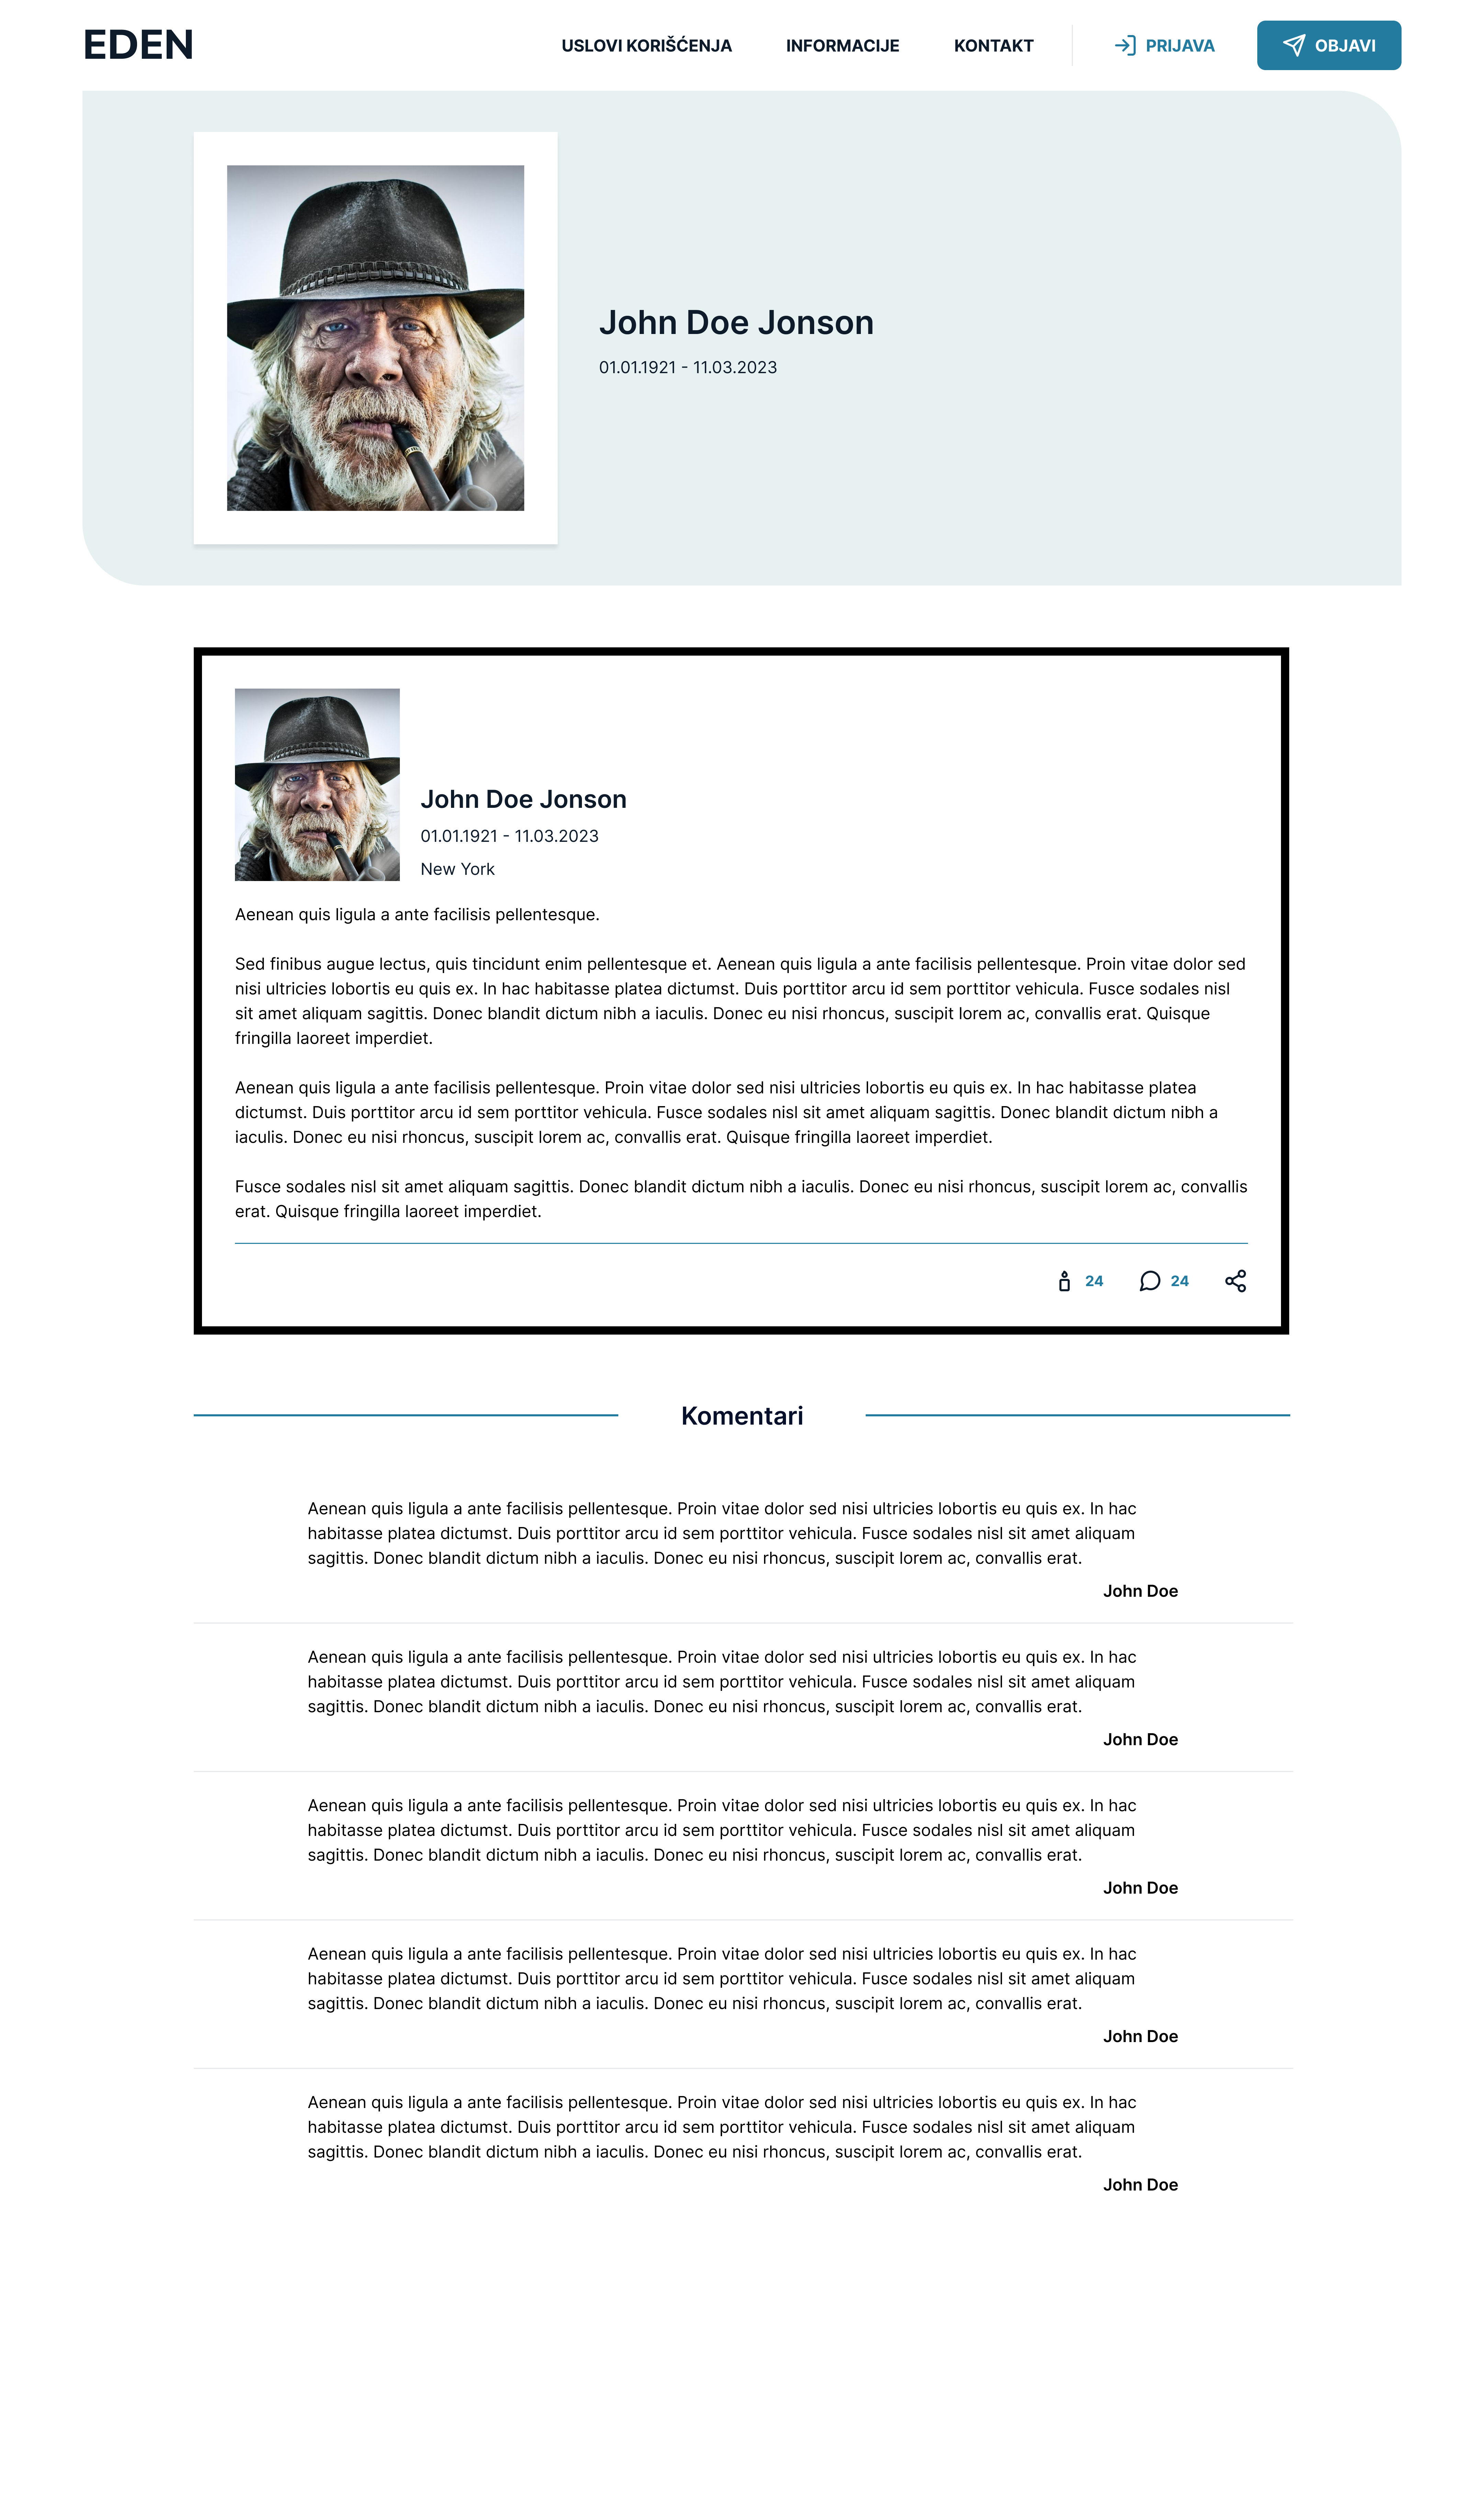 EDEN
USLOVI KORIŠĆENJA
INFORMACIJE
KONTAKT
PRIJAVA
OBJAVI
John Doe Jonson
01.01.1921 - 11.03.2023
John Doe Jonson
01.01.1921 - 11.03.2023
New York
Aenean quis ligula a ante facilisis pellentesque.
Sed finibus augue lectus, quis tincidunt enim pellentesque et. Aenean quis ligula a ante facilisis pellentesque. Proin vitae dolor sed
nisi ultricies lobortis eu quis ex. In hac habitasse platea dictumst. Duis porttitor arcu id sem porttitor vehicula. Fusce sodales nisl
sit amet aliquam sagittis. Donec blandit dictum nibh a iaculis. Donec eu nisi rhoncus, suscipit lorem ac, convallis erat. Quisque
fringilla laoreet imperdiet.
Aenean quis ligula a ante facilisis pellentesque. Proin vitae dolor sed nisi ultricies lobortis eu quis ex. In hac habitasse platea
dictumst. Duis porttitor arcu id sem porttitor vehicula. Fusce sodales nisl sit amet aliquam sagittis. Donec blandit dictum nibh a
iaculis. Donec eu nisi rhoncus, suscipit lorem ac, convallis erat. Quisque fringilla laoreet imperdiet.
Fusce sodales nisl sit amet aliquam sagittis. Donec blandit dictum nibh a iaculis. Donec eu nisi rhoncus, suscipit lorem ac, convallis
erat. Quisque fringilla laoreet imperdiet.
24
24
Komentari
Aenean quis ligula a ante facilisis pellentesque. Proin vitae dolor sed nisi ultricies lobortis eu quis ex. In hac
habitasse platea dictumst. Duis porttitor arcu id sem porttitor vehicula. Fusce sodales nisl sit amet aliquam
sagittis. Donec blandit dictum nibh a iaculis. Donec eu nisi rhoncus, suscipit lorem ac, convallis erat.
John Doe
Aenean quis ligula a ante facilisis pellentesque. Proin vitae dolor sed nisi ultricies lobortis eu quis ex. In hac
habitasse platea dictumst. Duis porttitor arcu id sem porttitor vehicula. Fusce sodales nisl sit amet aliquam
sagittis. Donec blandit dictum nibh a iaculis. Donec eu nisi rhoncus, suscipit lorem ac, convallis erat.
John Doe
Aenean quis ligula a ante facilisis pellentesque. Proin vitae dolor sed nisi ultricies lobortis eu quis ex. In hac
habitasse platea dictumst. Duis porttitor arcu id sem porttitor vehicula. Fusce sodales nisl sit amet aliquam
sagittis. Donec blandit dictum nibh a iaculis. Donec eu nisi rhoncus, suscipit lorem ac, convallis erat.
John Doe
Aenean quis ligula a ante facilisis pellentesque. Proin vitae dolor sed nisi ultricies lobortis eu quis ex. In hac
habitasse platea dictumst. Duis porttitor arcu id sem porttitor vehicula. Fusce sodales nisl sit amet aliquam
sagittis. Donec blandit dictum nibh a iaculis. Donec eu nisi rhoncus, suscipit lorem ac, convallis erat.
John Doe
Aenean quis ligula a ante facilisis pellentesque. Proin vitae dolor sed nisi ultricies lobortis eu quis ex. In hac
habitasse platea dictumst. Duis porttitor arcu id sem porttitor vehicula. Fusce sodales nisl sit amet aliquam
sagittis. Donec blandit dictum nibh a iaculis. Donec eu nisi rhoncus, suscipit lorem ac, convallis erat.
John Doe